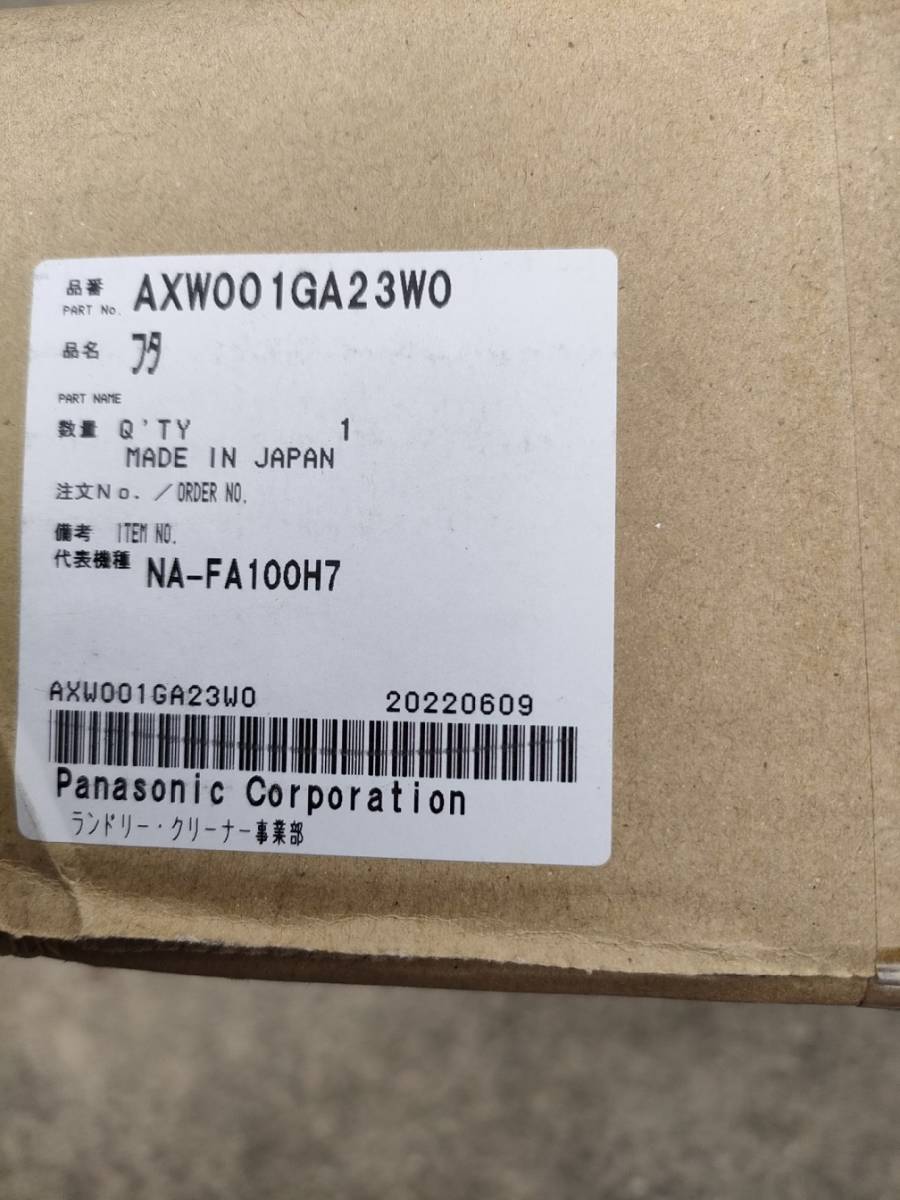 品番
PART No. AXW001GA23W0
品名 フタ
PART NAME
数量 Q'TY 1
MADE IN JAPAN
注文No./ORDER NO.
備考 ITEM NO.
代表機種 NA-FA100H7
AXW001GA23W0 20220609
Panasonic Corporation
ランドリー・クリーナー事業部